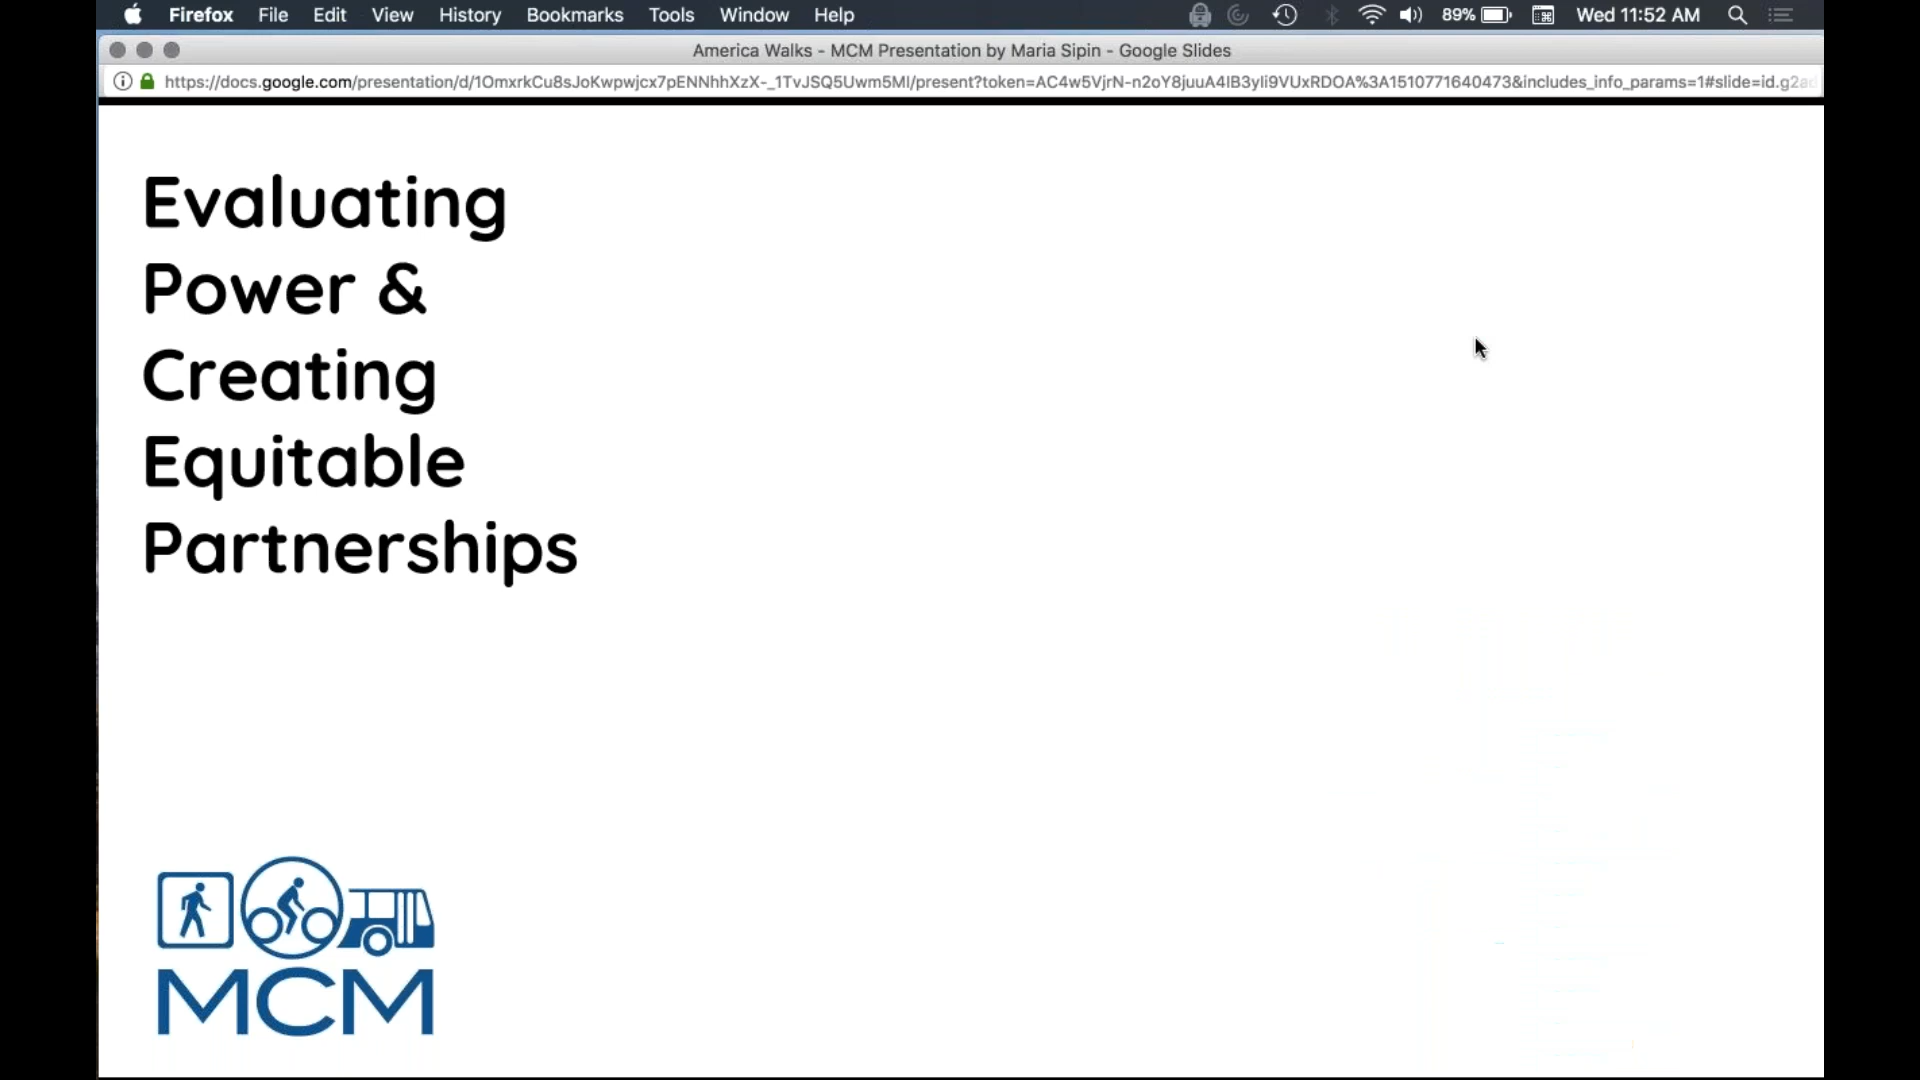 Firefox File Edit View History Bookmarks Tools Window Help 89% Wed 11:52 AM
America Walks - MCM Presentation by Maria Sipin - Google Slides
https://docs.google.com/presentation/d/1OmxrkCu8sJoKwpwjcx7pENNhhXzX-_1TvJSQ5Uwm5MI/present?token=AC4w5VjrN-n2oY8juuA4IB3yli9VUxRDOA%3A1510771640473&includes_info_params=1#slide=id.g2ad
Evaluating
Power &
Creating
Equitable
Partnerships
MCM